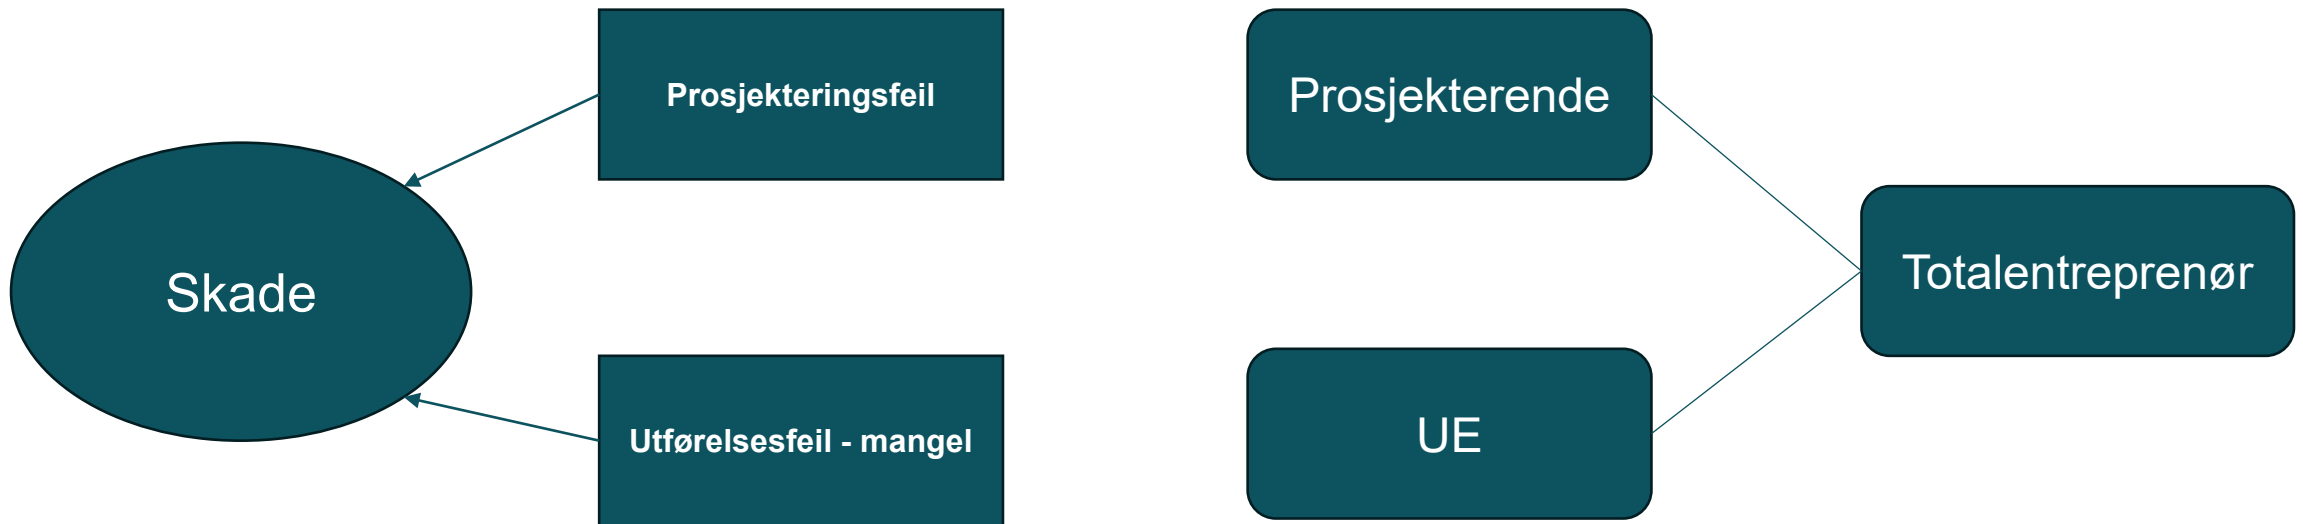 Prosjekteringsfeil
Prosjekterende
Skade
Totalentreprenør
Utførelsesfeil - mangel
UE